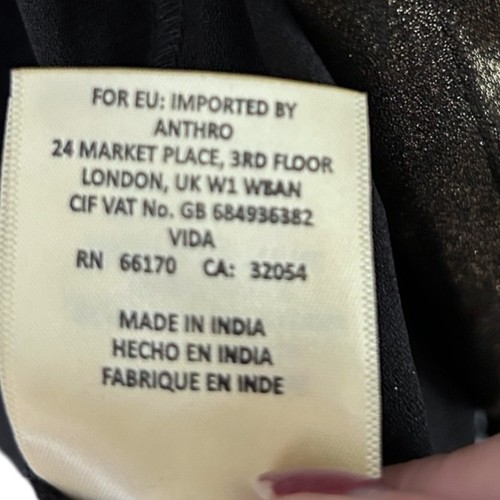 FOR EU: IMPORTED BY
ANTHRO
24 MARKET PLACE, 3RD FLOOR
LONDON, UK W1 W8AN
CIF VAT No. GB 684936382
VIDA
RN 66170 CA: 32054
MADE IN INDIA
HECHO EN INDIA
FABRIQUE EN INDE